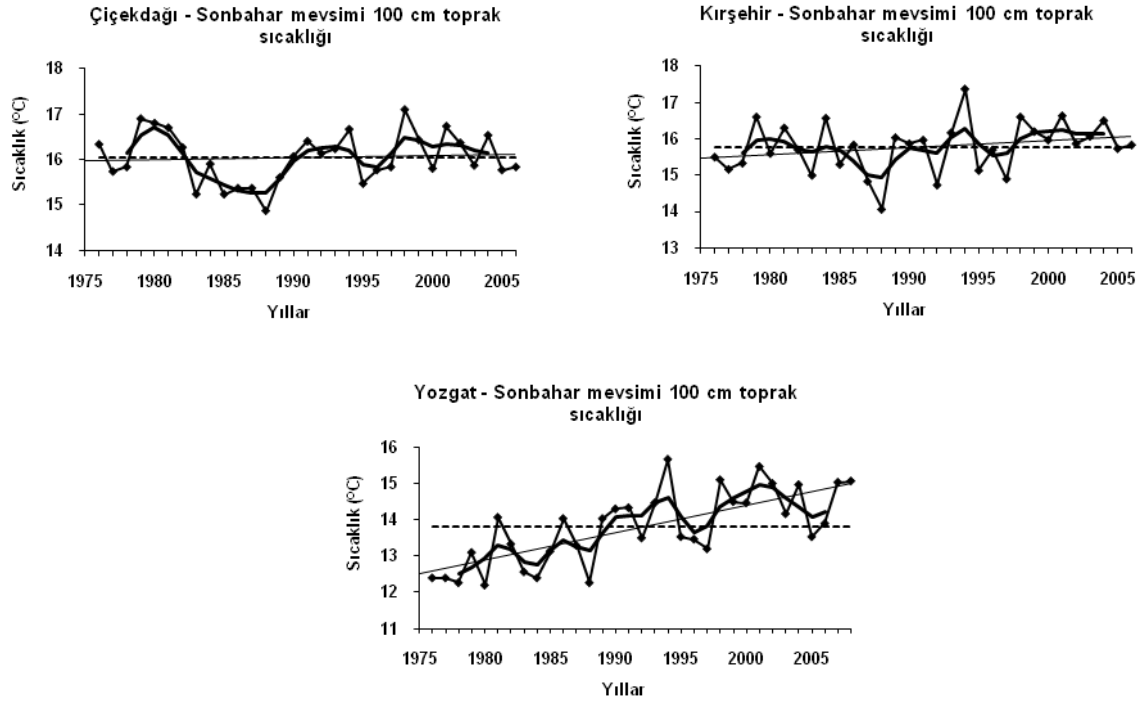 Çiçekdağı - Sonbahar mevsimi 100 cm toprak
sıcaklığı
18
17
16
15
14
Sıcaklık (°C)
1975 1980 1985 1990 1995 2000 2005
Yıllar
Kırşehir - Sonbahar mevsimi 100 cm toprak
sıcaklığı
18
17
16
15
14
13
Sıcaklık (°C)
1975 1980 1985 1990 1995 2000 2005
Yıllar
Yozgat - Sonbahar mevsimi 100 cm toprak
sıcaklığı
16
15
14
13
12
11
Sıcaklık (°C)
1975 1980 1985 1990 1995 2000 2005
Yıllar